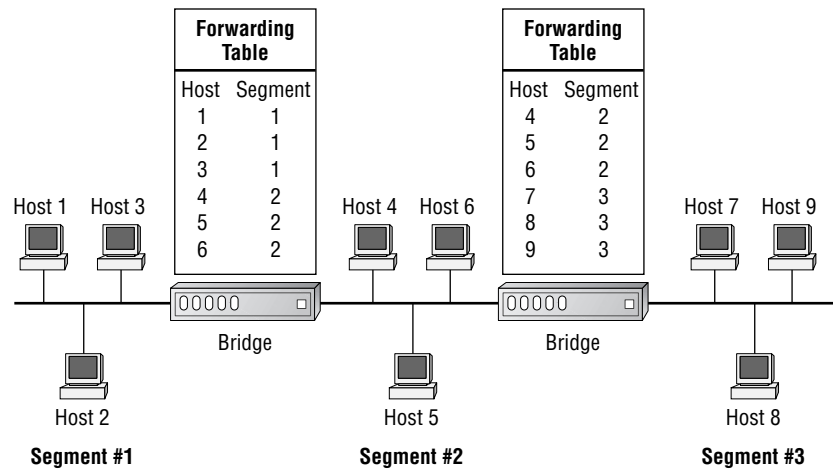 Forwarding
Table
Host Segment
1 1
2 1
3 1
4 2
5 2
6 2
Forwarding
Table
Host Segment
4 2
5 2
6 2
7 3
8 3
9 3
Host 1 Host 3
Host 4 Host 6
Host 7 Host 9
Bridge
Bridge
Host 2
Host 5
Host 8
Segment #1
Segment #2
Segment #3